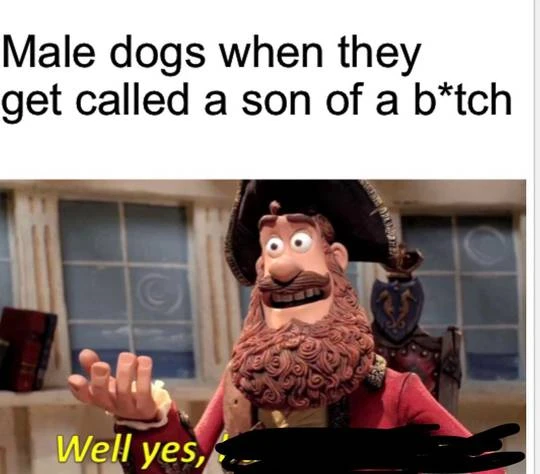 Male dogs when they
get called a son of a b*tch
Well yes,